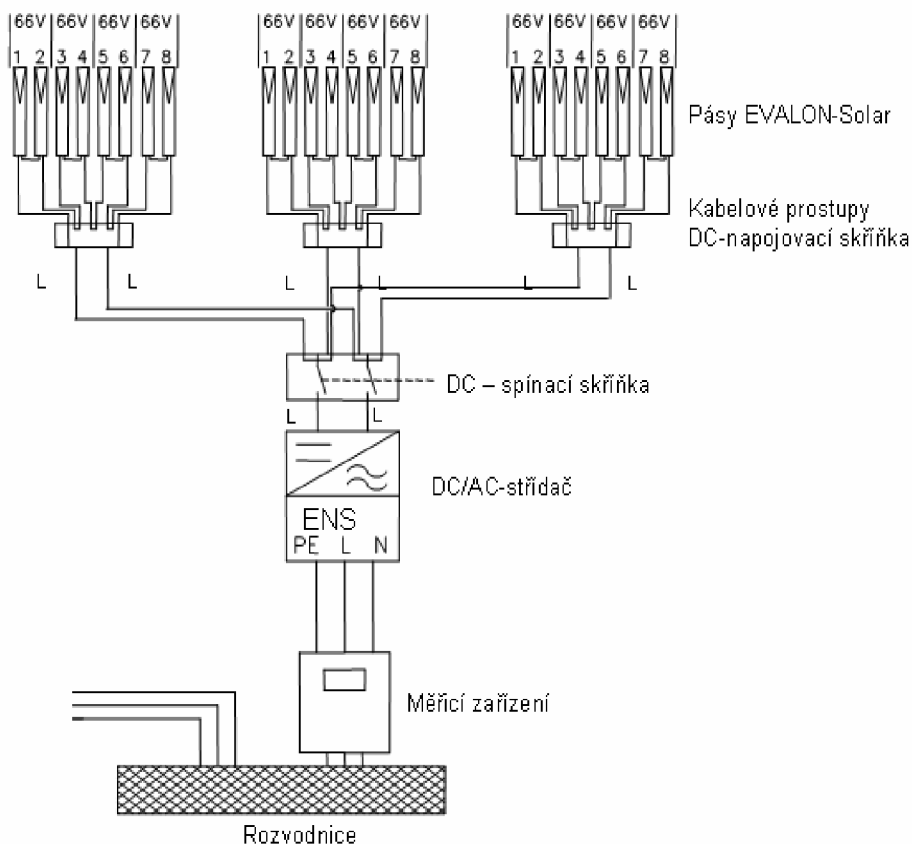 66V 66V 66V 66V 66V 66V 66V 66V 66V 66V 66V 66V
1 2 3 4 5 6 7 8 1 2 3 4 5 6 7 8 1 2 3 4 5 6 7 8
Pásy EVALON-Solar
Kabelové prostupy
DC-napojovací skříňka
L L L L L L
DC – spínací skříňka
L L
DC/AC-střídač
ENS
PE L N
Měřicí zařízení
Rozvodnice